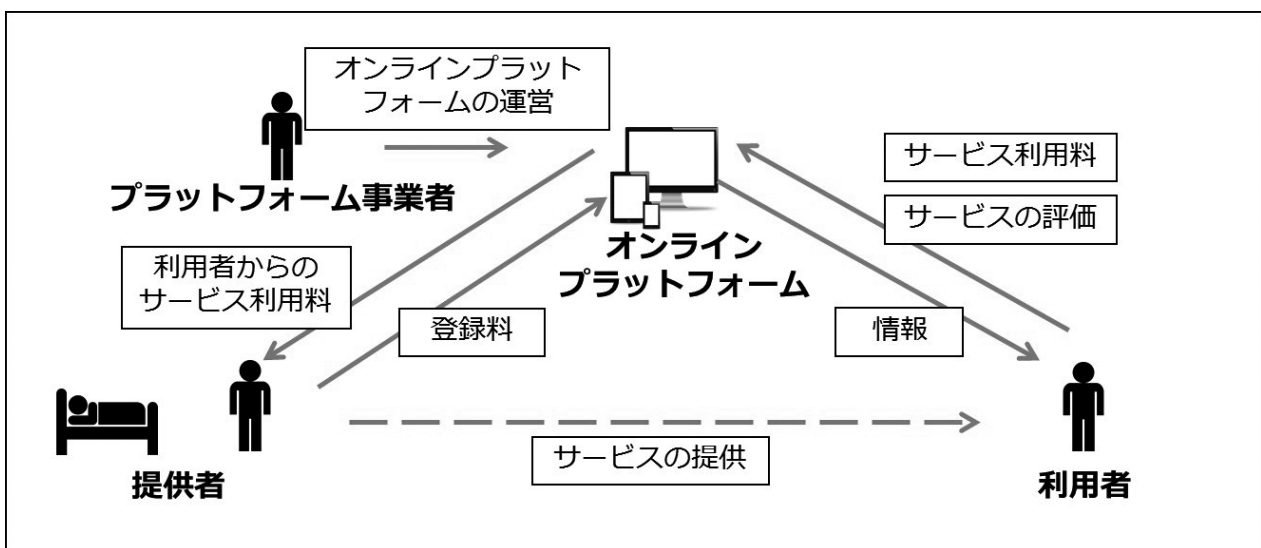 オンラインプラット
フォームの運営
プラットフォーム事業者
サービス利用料
サービスの評価
オンライン
プラットフォーム
利用者からの
サービス利用料
登録料
情報
サービスの提供
提供者
利用者